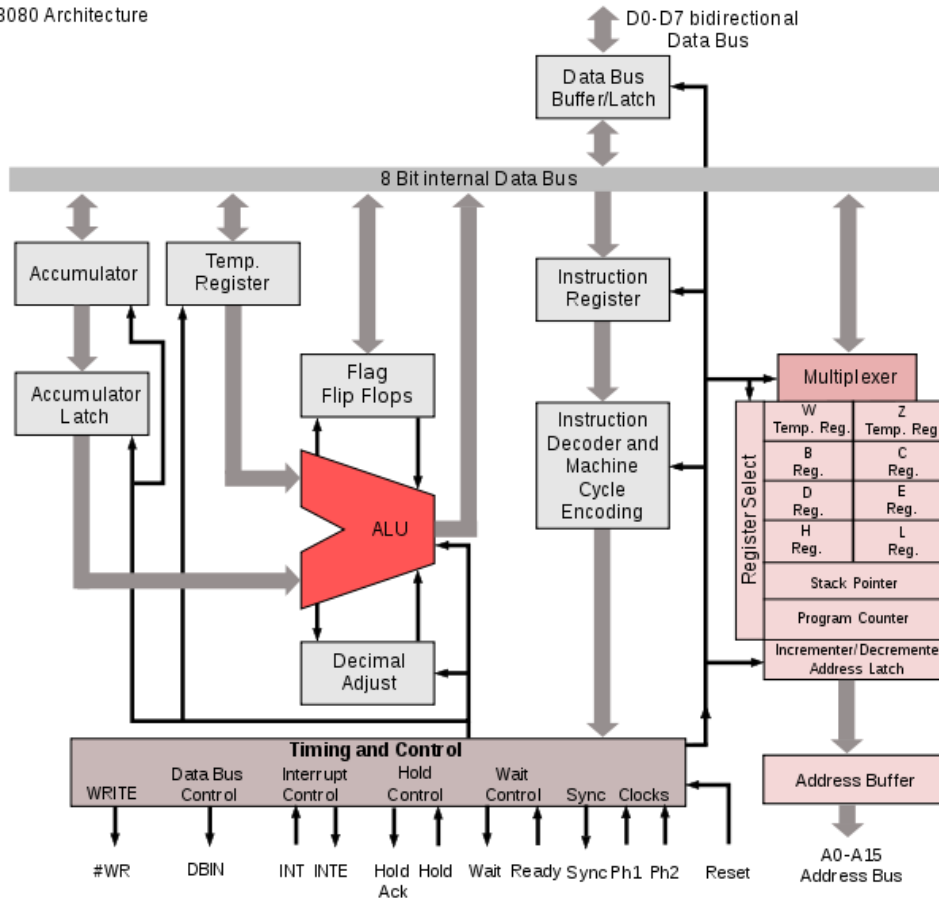 8080 Architecture
D0-D7 bidirectional
Data Bus
Data Bus
Buffer/Latch
8 Bit internal Data Bus
Accumulator
Temp.
Register
Instruction
Register
Flag
Flip Flops
Multiplexer
Accumulator
Latch
Instruction
Decoder and
Machine
Cycle
Encoding
Register Select
W
Temp. Reg.
Z
Temp. Reg.
B
Reg.
C
Reg.
D
Reg.
E
Reg.
H
Reg.
L
Reg.
ALU
Stack Pointer
Program Counter
Incrementer/Decremente
Address Latch
Decimal
Adjust
Timing and Control
WRITE
Data Bus
Control
Interrupt
Control
Hold
Control
Wait
Control
Sync
Clocks
Address Buffer
#WR
DBIN
INT
INTE
Hold
Ack
Hold
Wait
Ready
Sync
Ph1
Ph2
Reset
A0-A15
Address Bus